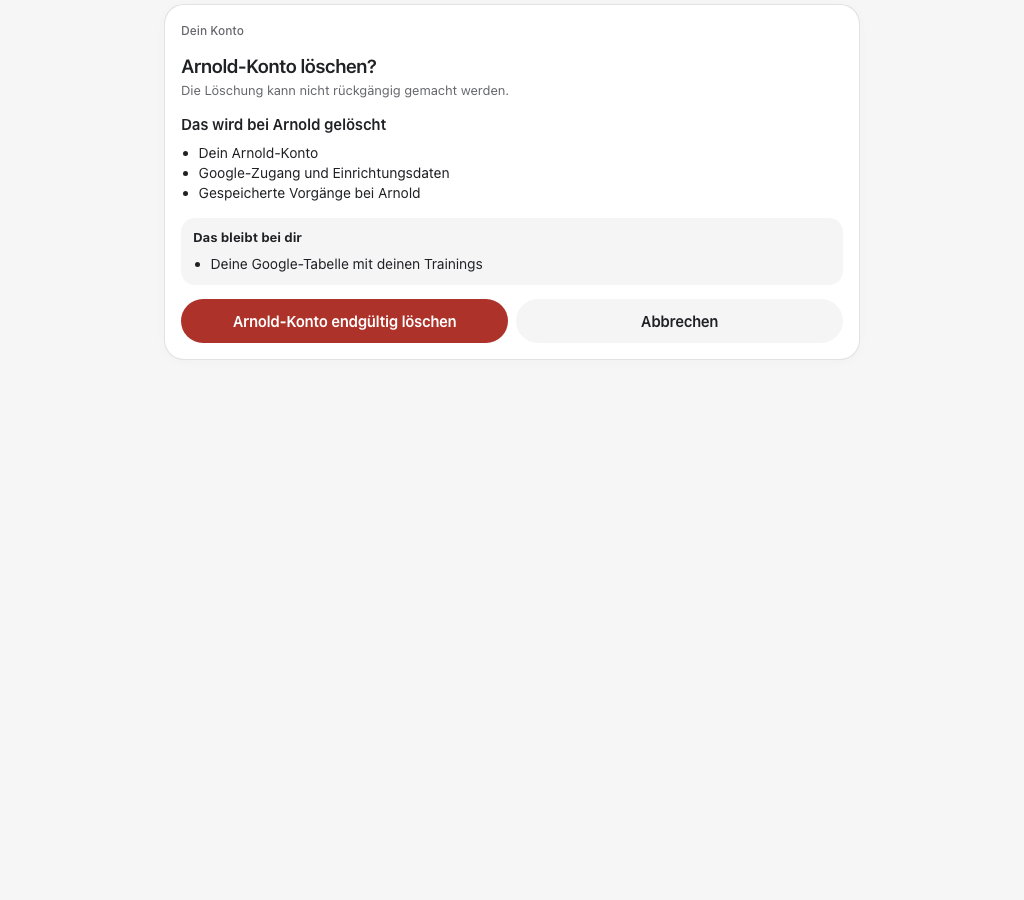 Dein Konto
Arnold-Konto löschen?
Die Löschung kann nicht rückgängig gemacht werden.
Das wird bei Arnold gelöscht
• Dein Arnold-Konto
• Google-Zugang und Einrichtungsdaten
• Gespeicherte Vorgänge bei Arnold
Das bleibt bei dir
• Deine Google-Tabelle mit deinen Trainings
Arnold-Konto endgültig löschen
Abbrechen